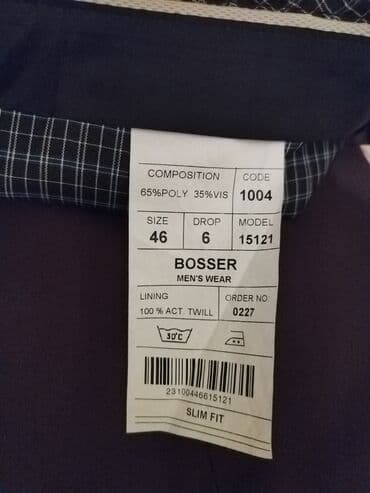 COMPOSITION CODE
65%POLY 35%VIS 1004
SIZE DROP MODEL
46 6 15121
BOSSER
MEN'S WEAR
LINING ORDER NO
100 % ACT. TWILL 0227
30°C
23100446615121
SLIM FIT